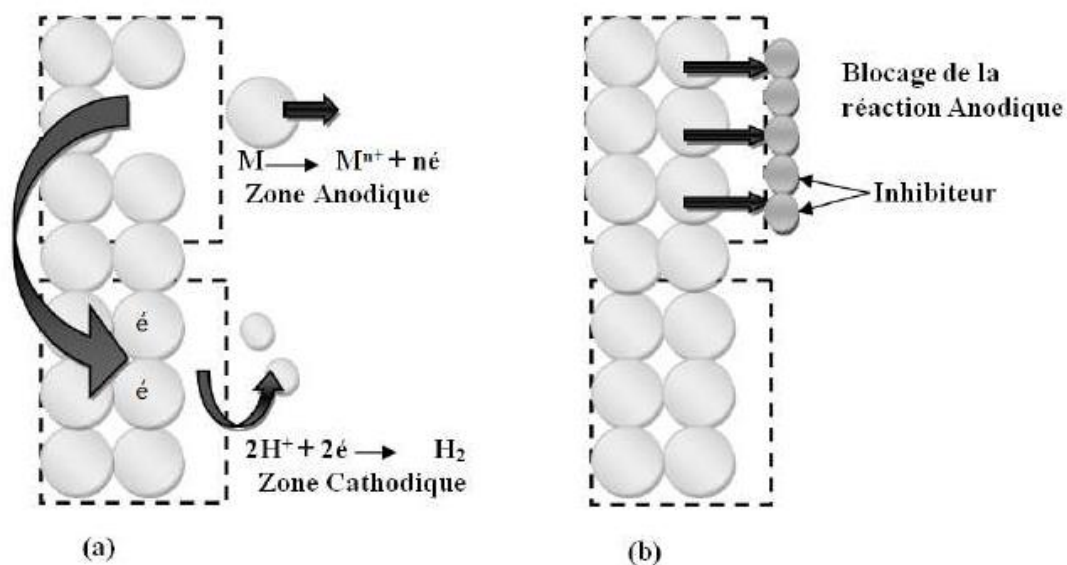 M → Mⁿ⁺ + né
Zone Anodique
é
é
2H⁺ + 2é → H₂
Zone Cathodique
(a)
Blocage de la
réaction Anodique
Inhibiteur
(b)